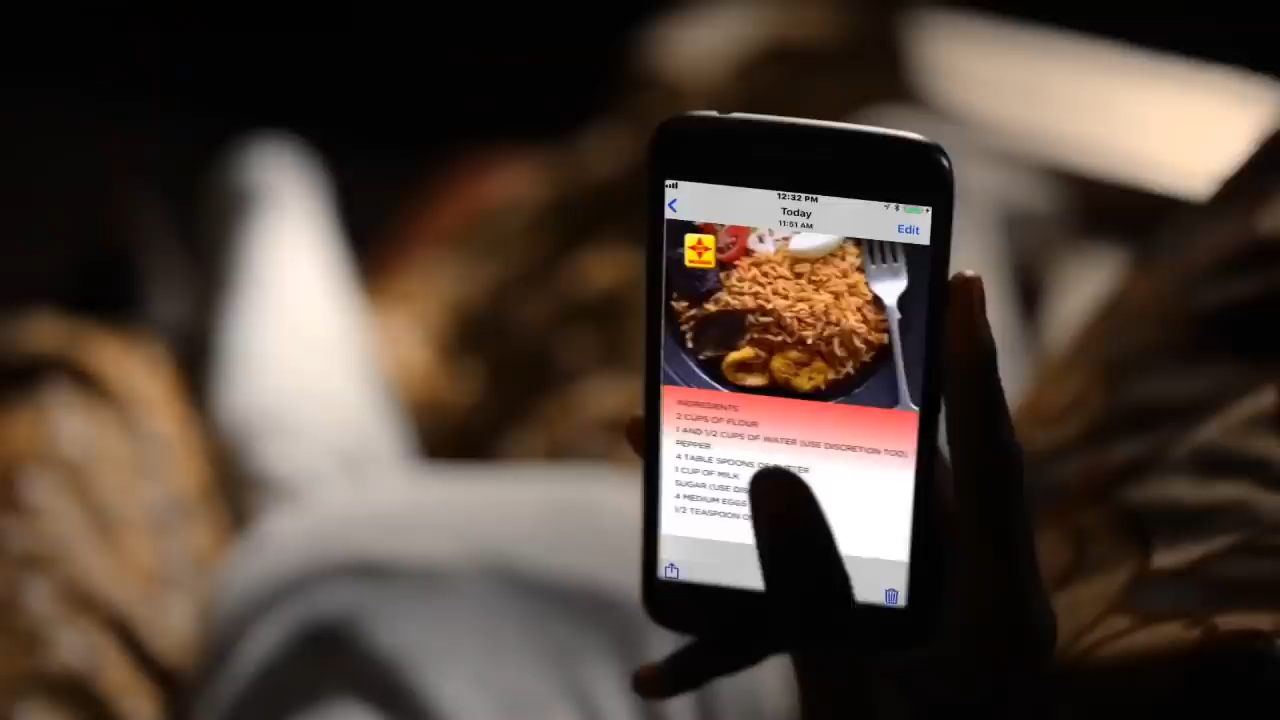 12:32 PM
Today
11:51 AM
Edit
INGREDIENTS
2 CUPS OF FLOUR
1 AND 1/2 CUPS OF WATER (USE DISCRETION TOO)
PEPPER
4 TABLE SPOONS OF
1 CUP OF MILK
SUGAR (USE
4 MEDIUM EGGS
1/2 TEASPOON